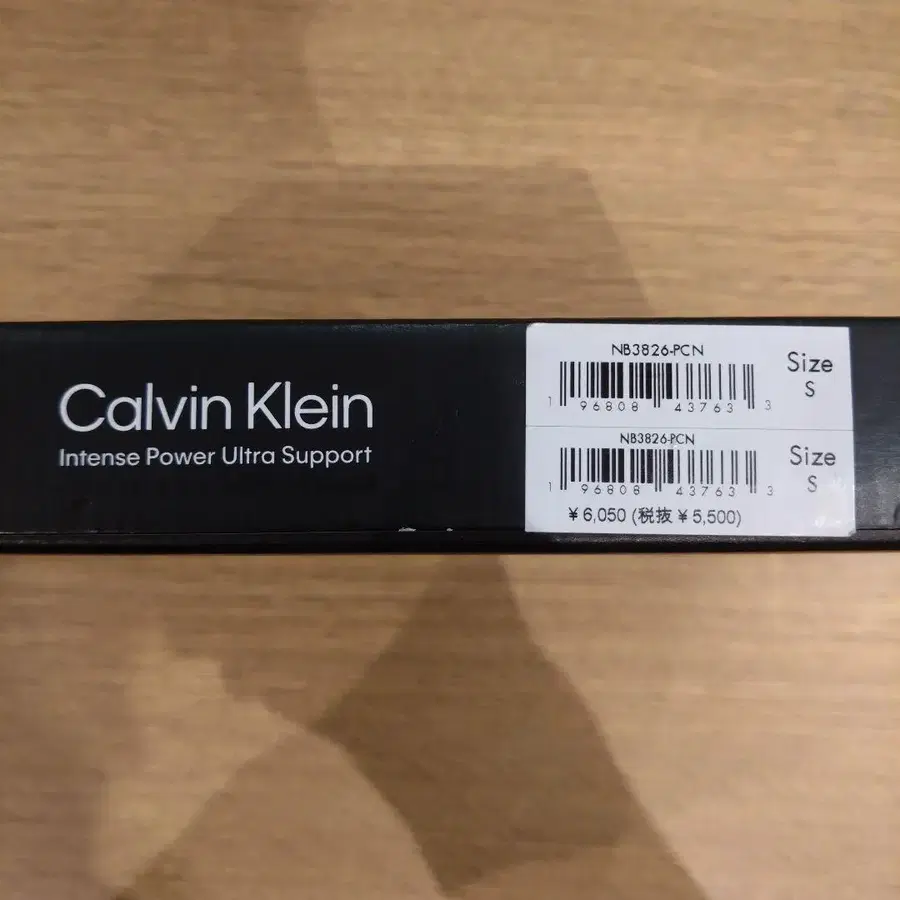 Calvin Klein
Intense Power Ultra Support
NB3826-PCN
Size
S
1 96808 43763 3
NB3826-PCN
Size
S
1 96808 43763 3
¥6,050 (税抜¥5,500)